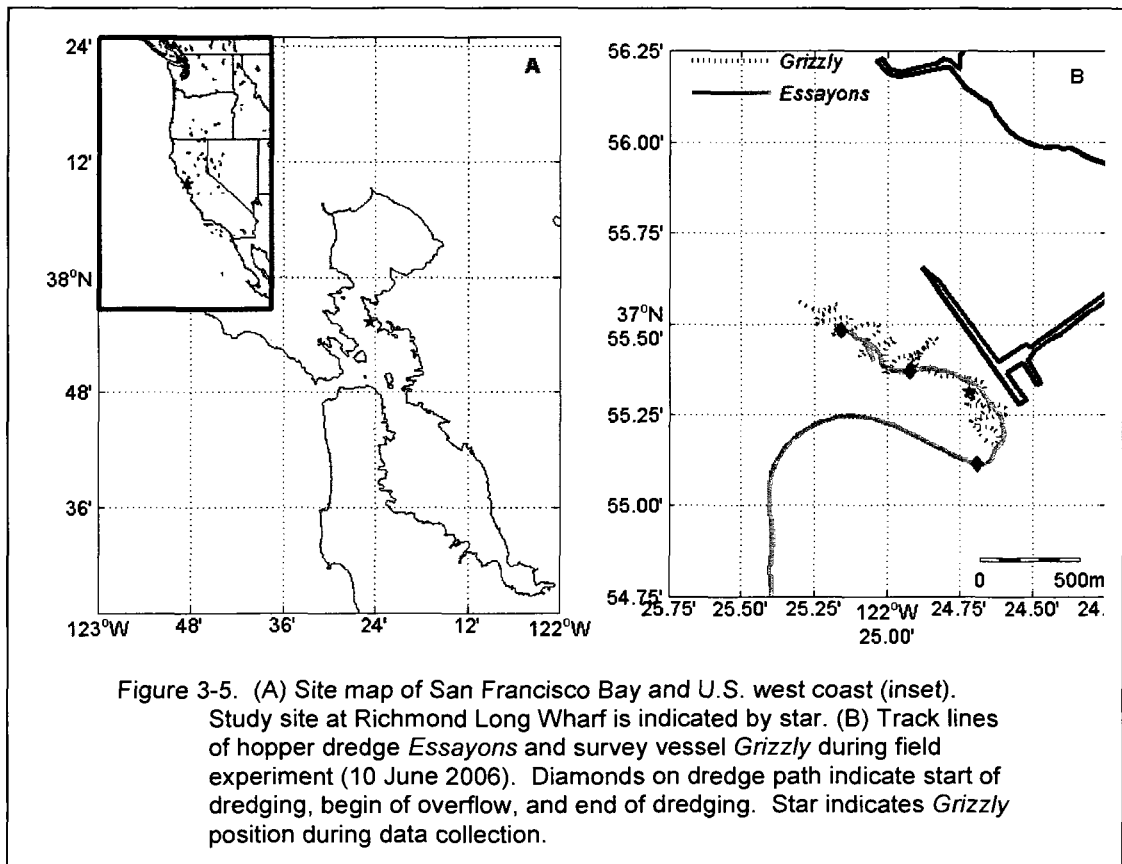 24'
A
12'
38°N
48'
36'
123°W 48' 36' 24' 12' 122°W
56.25'
Grizzly
B
Essayons
56.00'
55.75'
37°N
55.50'
55.25'
55.00'
0 500m
54.75'
25.75' 25.50' 25.25' 122°W 24.75' 24.50' 24.
25.00'
Figure 3-5. (A) Site map of San Francisco Bay and U.S. west coast (inset).
Study site at Richmond Long Wharf is indicated by star. (B) Track lines
of hopper dredge Essayons and survey vessel Grizzly during field
experiment (10 June 2006). Diamonds on dredge path indicate start of
dredging, begin of overflow, and end of dredging. Star indicates Grizzly
position during data collection.